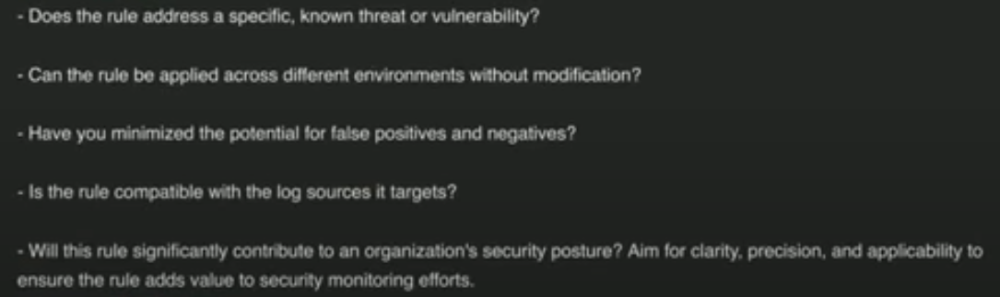 - Does the rule address a specific, known threat or vulnerability?
- Can the rule be applied across different environments without modification?
- Have you minimized the potential for false positives and negatives?
- Is the rule compatible with the log sources it targets?
- Will this rule significantly contribute to an organization's security posture? Aim for clarity, precision, and applicability to
ensure the rule adds value to security monitoring efforts.